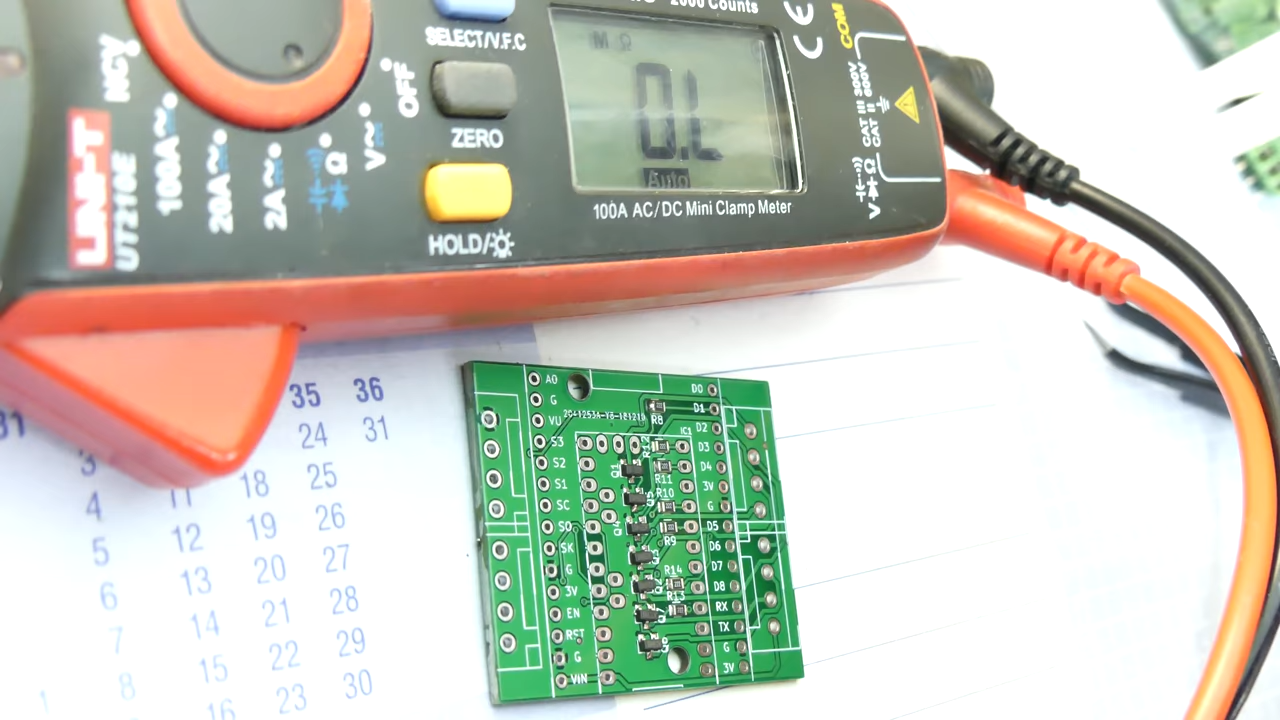 2000 Counts
SELECT/V.F.C
OFF
ZERO
HOLD/
UNI-T
UT210E
NCV
100A
20A
2A
Ω
V
MΩ
O.L
Auto
100A AC/DC Mini Clamp Meter
COM
CAT III 300V
CAT II 600V
V Ω
35 36
31
3 24 31
4 11 18 25
5 12 19 26
6 13 20 27
7 14 21 28
1 8 15 22 29
16 23 30
A0
G
VU
S3
S2
S1
SC
SO
SK
G
3V
EN
RST
G
VIN
D0
D1
D2
D3
D4
3V
G
D5
D6
D7
D8
RX
TX
G
3V
R8
IC1
R12
R11
R10
R9
R14
R13
Q1
Q4